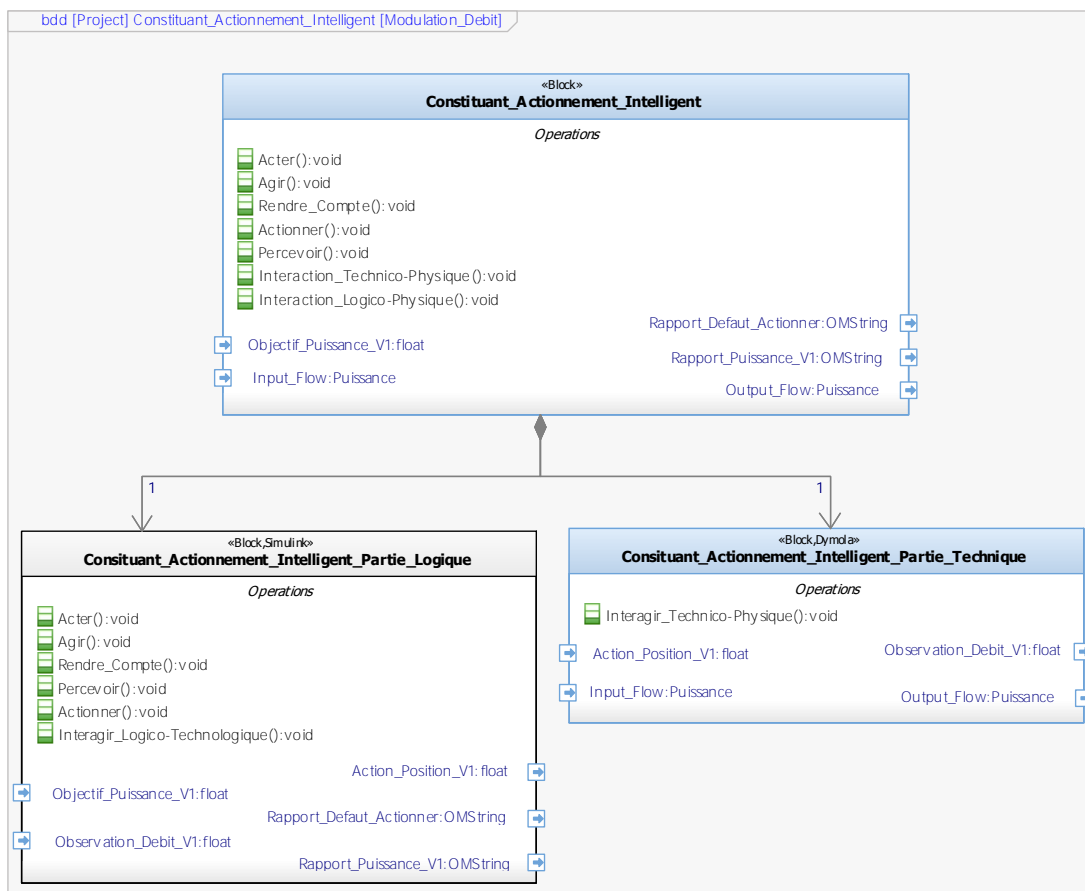 bdd [Project] Constituant_Actionnement_Intelligent [Modulation_Debit]
«Block»
Constituant_Actionnement_Intelligent
Operations
Acter():void
Agir():void
Rendre_Compte():void
Actionner():void
Percevoir():void
Interaction_Technico-Physique():void
Interaction_Logico-Physique():void
Rapport_Defaut_Actionner:OMString
Objectif_Puissance_V1:float
Rapport_Puissance_V1:OMString
Input_Flow:Puissance
Output_Flow:Puissance
1
1
«Block,Simulink»
Consituant_Actionnement_Intelligent_Partie_Logique
Operations
Acter():void
Agir():void
Rendre_Compte():void
Percevoir():void
Actionner():void
Interagir_Logico-Technologique():void
Action_Position_V1:float
Objectif_Puissance_V1:float
Rapport_Defaut_Actionner:OMString
Observation_Debit_V1:float
Rapport_Puissance_V1:OMString
«Block,Dymola»
Consituant_Actionnement_Intelligent_Partie_Technique
Operations
Interagir_Technico-Physique():void
Action_Position_V1:float
Observation_Debit_V1:float
Input_Flow:Puissance
Output_Flow:Puissance